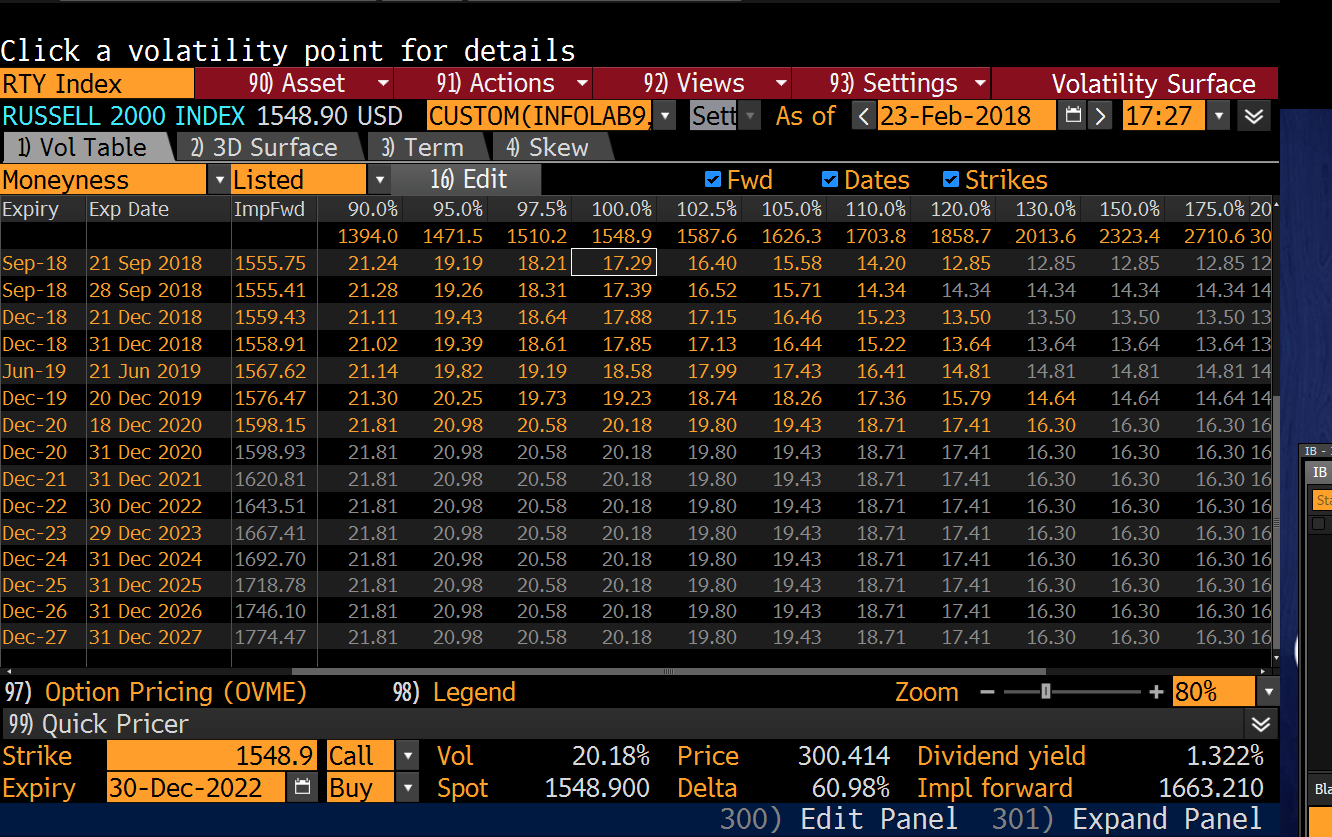 Click a volatility point for details
RTY Index 90) Asset 91) Actions 92) Views 93) Settings Volatility Surface
RUSSELL 2000 INDEX 1548.90 USD CUSTOM(INFOLAB9, Sett As of < 23-Feb-2018 > 17:27
1) Vol Table 2) 3D Surface 3) Term 4) Skew
Moneyness Listed 16) Edit Fwd Dates Strikes
Expiry Exp Date ImpFwd 90.0% 95.0% 97.5% 100.0% 102.5% 105.0% 110.0% 120.0% 130.0% 150.0% 175.0% 20
1394.0 1471.5 1510.2 1548.9 1587.6 1626.3 1703.8 1858.7 2013.6 2323.4 2710.6 30
Sep-18 21 Sep 2018 1555.75 21.24 19.19 18.21 17.29 16.40 15.58 14.20 12.85 12.85 12.85 12.85 12
Sep-18 28 Sep 2018 1555.41 21.28 19.26 18.31 17.39 16.52 15.71 14.34 14.34 14.34 14.34 14.34 14
Dec-18 21 Dec 2018 1559.43 21.11 19.43 18.64 17.88 17.15 16.46 15.23 13.50 13.50 13.50 13.50 13
Dec-18 31 Dec 2018 1558.91 21.02 19.39 18.61 17.85 17.13 16.44 15.22 13.64 13.64 13.64 13.64 13
Jun-19 21 Jun 2019 1567.62 21.14 19.82 19.19 18.58 17.99 17.43 16.41 14.81 14.81 14.81 14.81 14
Dec-19 20 Dec 2019 1576.47 21.30 20.25 19.73 19.23 18.74 18.26 17.36 15.79 14.64 14.64 14.64 14
Dec-20 18 Dec 2020 1598.15 21.81 20.98 20.58 20.18 19.80 19.43 18.71 17.41 16.30 16.30 16.30 16
Dec-20 31 Dec 2020 1598.93 21.81 20.98 20.58 20.18 19.80 19.43 18.71 17.41 16.30 16.30 16.30 16
Dec-21 31 Dec 2021 1620.81 21.81 20.98 20.58 20.18 19.80 19.43 18.71 17.41 16.30 16.30 16.30 16
Dec-22 30 Dec 2022 1643.51 21.81 20.98 20.58 20.18 19.80 19.43 18.71 17.41 16.30 16.30 16.30 16
Dec-23 29 Dec 2023 1667.41 21.81 20.98 20.58 20.18 19.80 19.43 18.71 17.41 16.30 16.30 16.30 16
Dec-24 31 Dec 2024 1692.70 21.81 20.98 20.58 20.18 19.80 19.43 18.71 17.41 16.30 16.30 16.30 16
Dec-25 31 Dec 2025 1718.78 21.81 20.98 20.58 20.18 19.80 19.43 18.71 17.41 16.30 16.30 16.30 16
Dec-26 31 Dec 2026 1746.10 21.81 20.98 20.58 20.18 19.80 19.43 18.71 17.41 16.30 16.30 16.30 16
Dec-27 31 Dec 2027 1774.47 21.81 20.98 20.58 20.18 19.80 19.43 18.71 17.41 16.30 16.30 16.30 16
97) Option Pricing (OVME) 98) Legend Zoom − + 80%
99) Quick Pricer
Strike 1548.9 Call Vol 20.18% Price 300.414 Dividend yield 1.322%
Expiry 30-Dec-2022 Buy Spot 1548.900 Delta 60.98% Impl forward 1663.210
300) Edit Panel 301) Expand Panel
IB -
IB
Sta
Bla